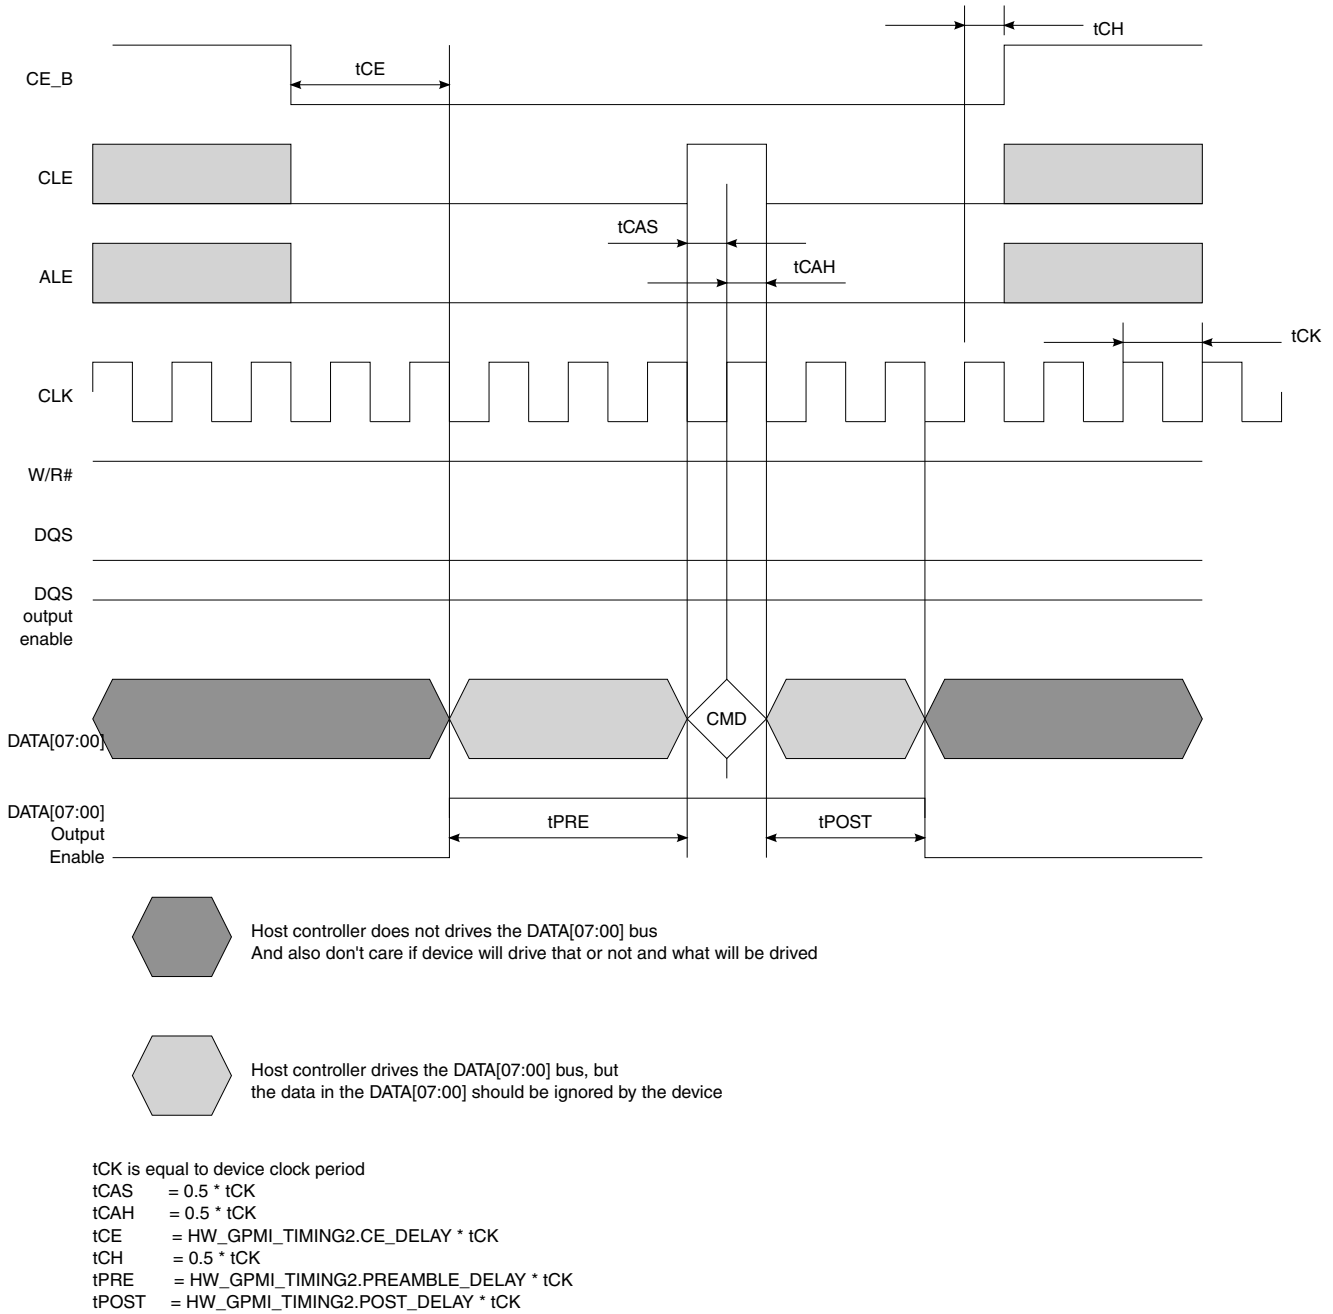 tCH
CE_B
tCE
CLE
tCAS
ALE
tCAH
tCK
CLK
W/R#
DQS
DQS
output
enable
CMD
DATA[07:00]
DATA[07:00]
Output
Enable
tPRE
tPOST
Host controller does not drives the DATA[07:00] bus
And also don't care if device will drive that or not and what will be drived
Host controller drives the DATA[07:00] bus, but
the data in the DATA[07:00] should be ignored by the device
tCK is equal to device clock period
tCAS = 0.5 * tCK
tCAH = 0.5 * tCK
tCE = HW_GPMI_TIMING2.CE_DELAY * tCK
tCH = 0.5 * tCK
tPRE = HW_GPMI_TIMING2.PREAMBLE_DELAY * tCK
tPOST = HW_GPMI_TIMING2.POST_DELAY * tCK